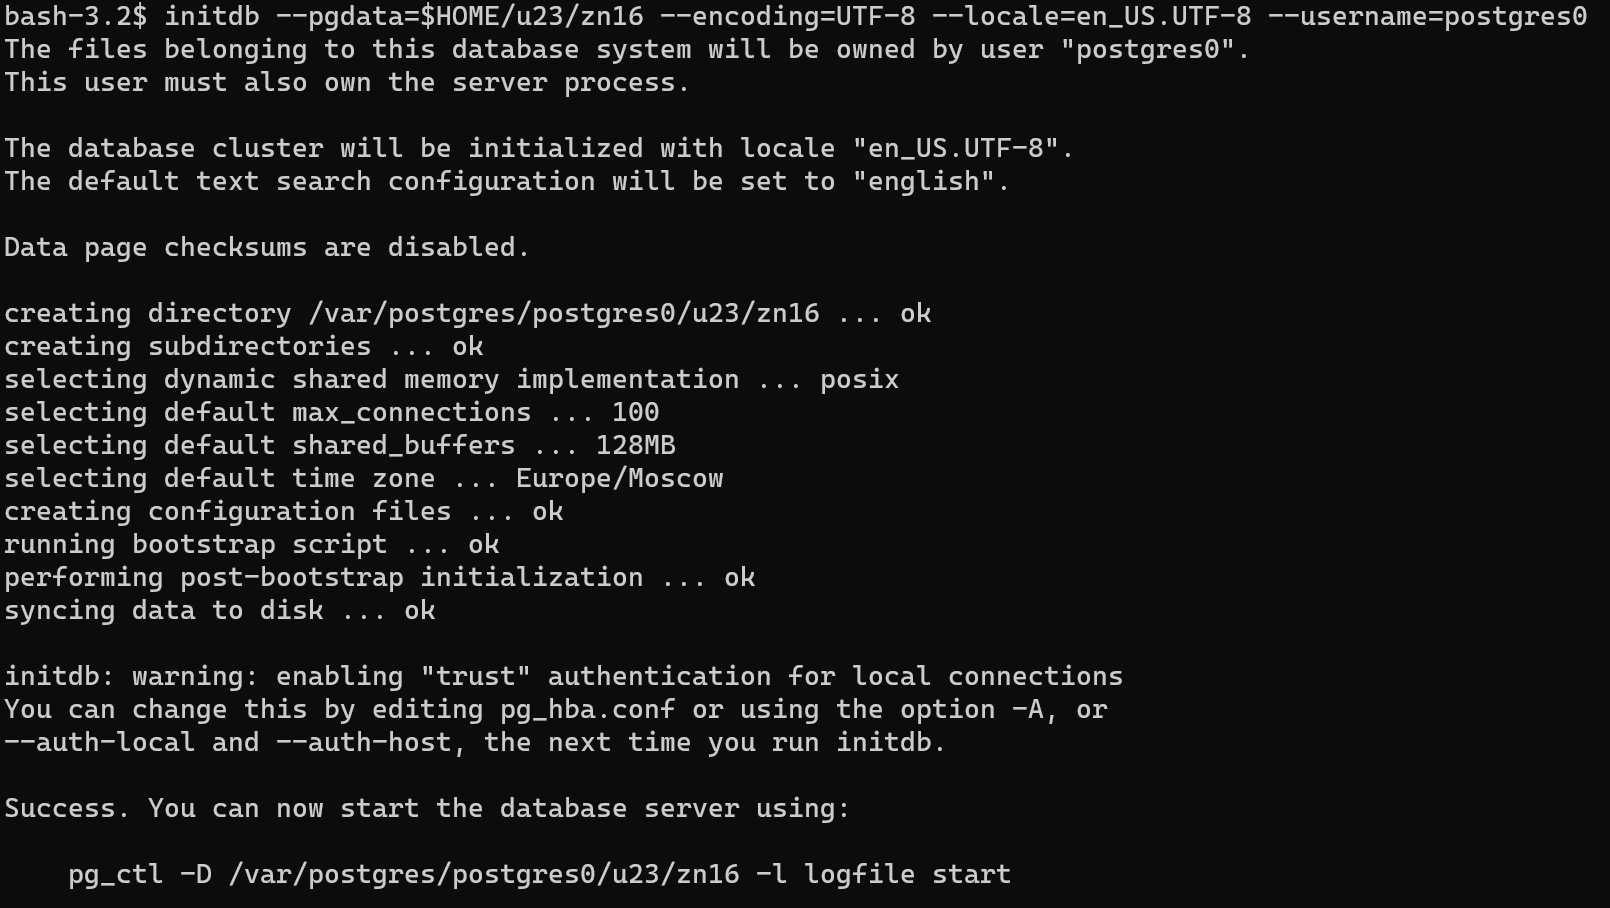 bash-3.2$ initdb --pgdata=$HOME/u23/zn16 --encoding=UTF-8 --locale=en_US.UTF-8 --username=postgres0
The files belonging to this database system will be owned by user "postgres0".
This user must also own the server process.

The database cluster will be initialized with locale "en_US.UTF-8".
The default text search configuration will be set to "english".

Data page checksums are disabled.

creating directory /var/postgres/postgres0/u23/zn16 ... ok
creating subdirectories ... ok
selecting dynamic shared memory implementation ... posix
selecting default max_connections ... 100
selecting default shared_buffers ... 128MB
selecting default time zone ... Europe/Moscow
creating configuration files ... ok
running bootstrap script ... ok
performing post-bootstrap initialization ... ok
syncing data to disk ... ok

initdb: warning: enabling "trust" authentication for local connections
You can change this by editing pg_hba.conf or using the option -A, or
--auth-local and --auth-host, the next time you run initdb.

Success. You can now start the database server using:

    pg_ctl -D /var/postgres/postgres0/u23/zn16 -l logfile start